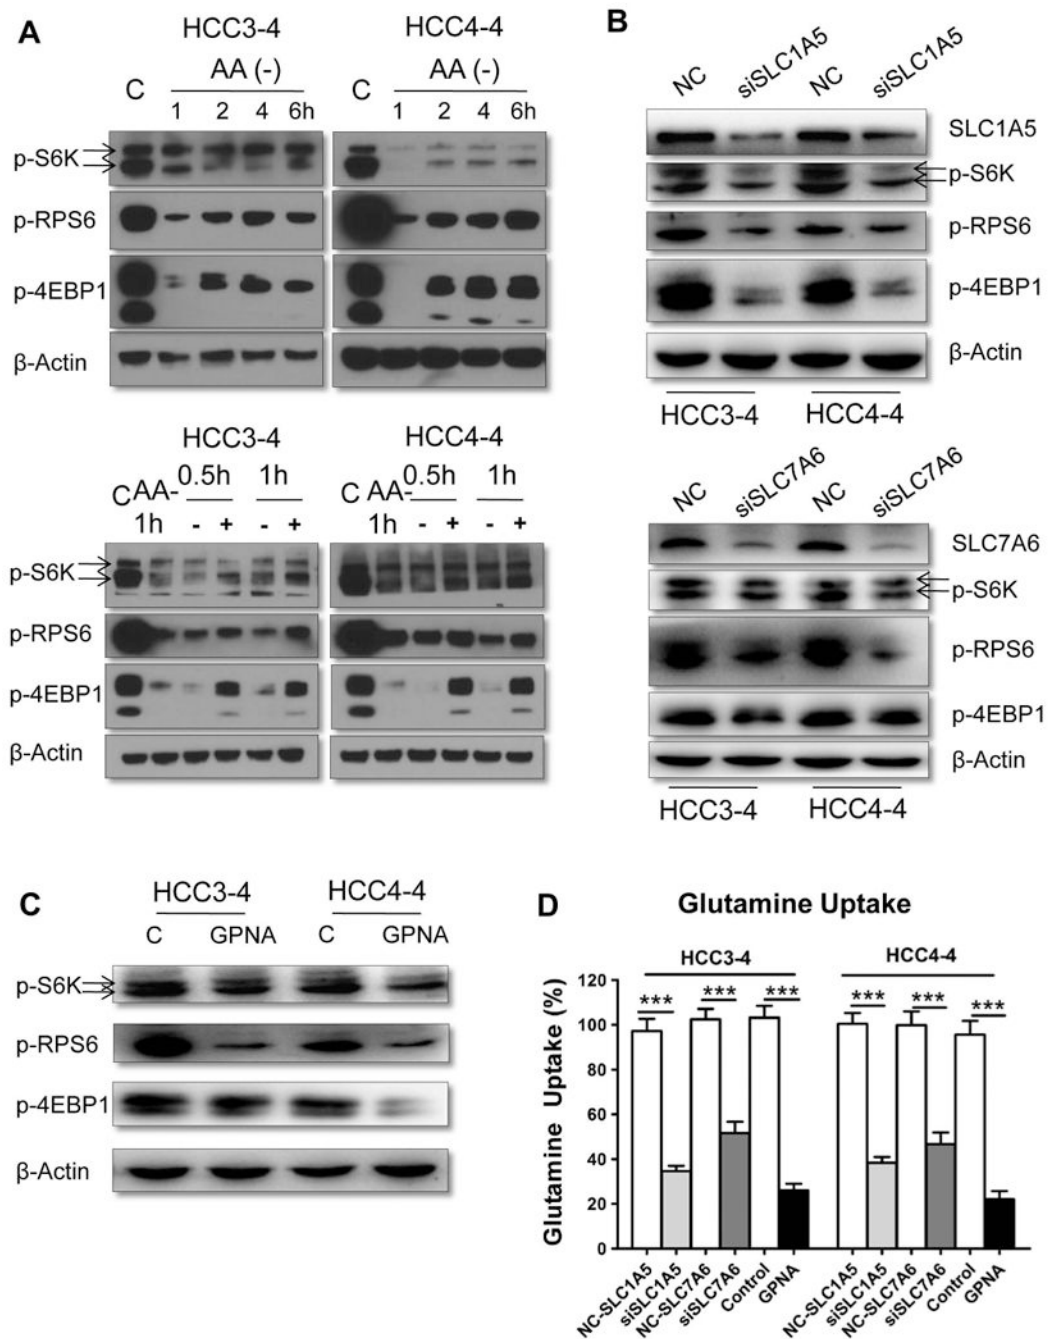 A
HCC3-4 HCC4-4
C AA (-) C AA (-)
1 2 4 6h 1 2 4 6h
p-S6K
p-RPS6
p-4EBP1
β-Actin
HCC3-4 HCC4-4
C AA- 0.5h 1h C AA- 0.5h 1h
1h - + - + 1h - + - +
p-S6K
p-RPS6
p-4EBP1
β-Actin
B
NC siSLC1A5 NC siSLC1A5
SLC1A5
p-S6K
p-RPS6
p-4EBP1
β-Actin
HCC3-4 HCC4-4
NC siSLC7A6 NC siSLC7A6
SLC7A6
p-S6K
p-RPS6
p-4EBP1
β-Actin
HCC3-4 HCC4-4
C
HCC3-4 HCC4-4
C GPNA C GPNA
p-S6K
p-RPS6
p-4EBP1
β-Actin
D
Glutamine Uptake
HCC3-4 HCC4-4
*** *** *** *** *** ***
Glutamine Uptake (%)
120
100
80
60
40
20
0
NC-SLC1A5 siSLC1A5 NC-SLC7A6 siSLC7A6 Control GPNA NC-SLC1A5 siSLC1A5 NC-SLC7A6 siSLC7A6 Control GPNA